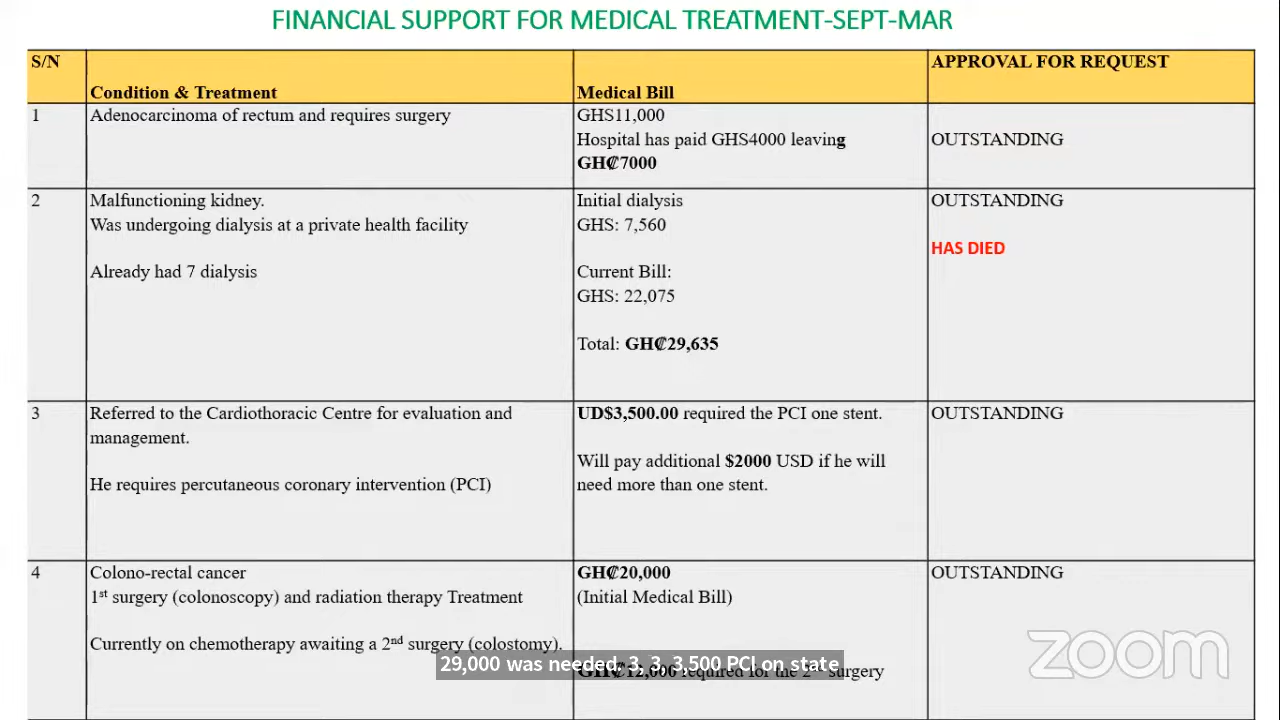 FINANCIAL SUPPORT FOR MEDICAL TREATMENT-SEPT-MAR
S/N
Condition & Treatment
Medical Bill
APPROVAL FOR REQUEST
1
Adenocarcinoma of rectum and requires surgery
GHS11,000
Hospital has paid GHS4000 leaving
GH₵7000
OUTSTANDING
2
Malfunctioning kidney.
Was undergoing dialysis at a private health facility
Already had 7 dialysis
Initial dialysis
GHS: 7,560
Current Bill:
GHS: 22,075
Total: GH₵29,635
OUTSTANDING
HAS DIED
3
Referred to the Cardiothoracic Centre for evaluation and
management.
He requires percutaneous coronary intervention (PCI)
UD$3,500.00 required the PCI one stent.
Will pay additional $2000 USD if he will
need more than one stent.
OUTSTANDING
4
Colono-rectal cancer
1st surgery (colonoscopy) and radiation therapy Treatment
Currently on chemotherapy awaiting a 2nd surgery (colostomy).
GH₵20,000
(Initial Medical Bill)
GH₵12,000 required for the 2nd surgery
OUTSTANDING
29,000 was needed. 3, 3, 3,500 PCI on state
zoom